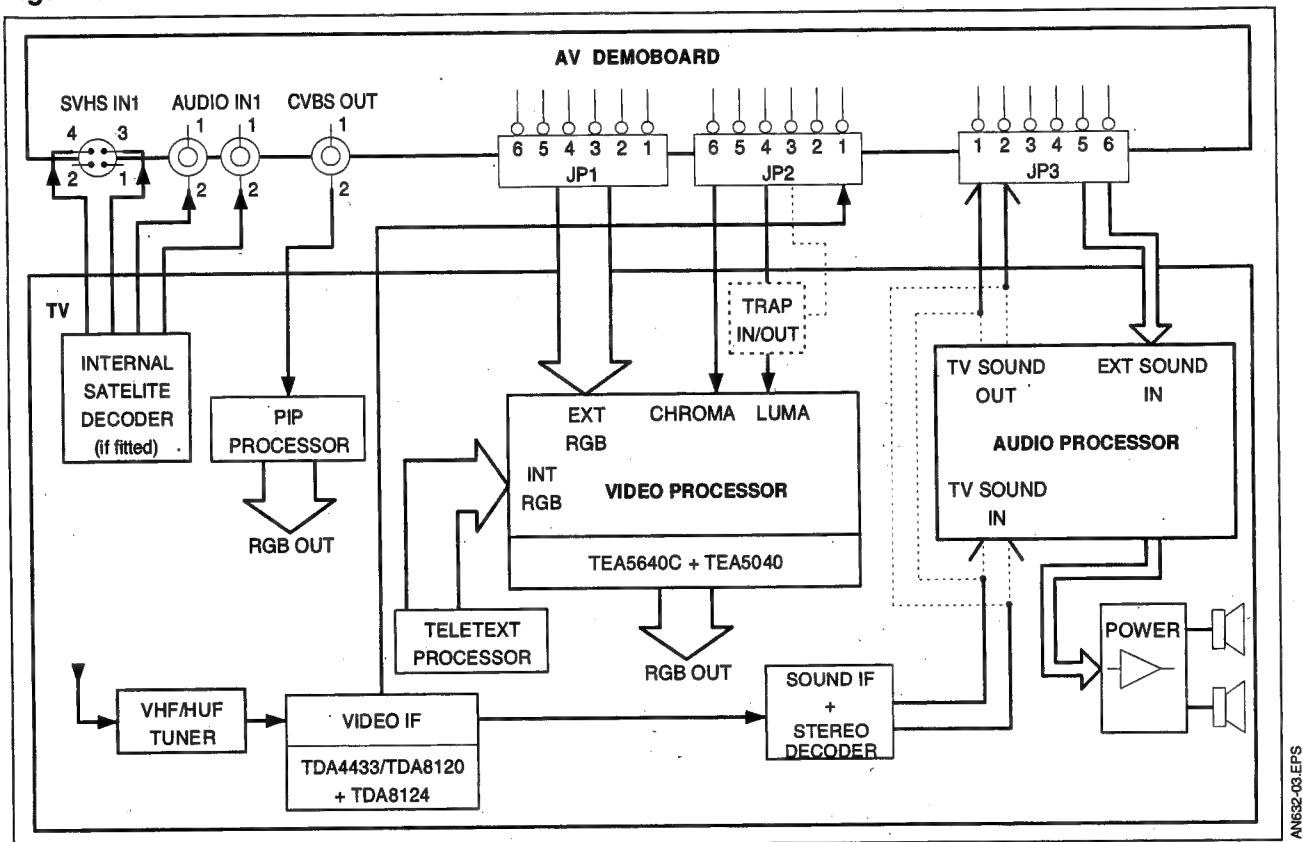 AV DEMOBOARD
SVHS IN1 AUDIO IN1 CVBS OUT
4 3 1 1 1
2 1 2 2 2
6 5 4 3 2 1
JP1
6 5 4 3 2 1
JP2
1 2 3 4 5 6
JP3
TV
INTERNAL
SATELITE
DECODER
(if fitted)
PIP
PROCESSOR
RGB OUT
TRAP
IN/OUT
EXT
RGB
CHROMA
LUMA
INT
RGB
VIDEO PROCESSOR
TEA5640C + TEA5040
RGB OUT
TELETEXT
PROCESSOR
TV SOUND
OUT
EXT SOUND
IN
AUDIO PROCESSOR
TV SOUND
IN
POWER
VHF/HUF
TUNER
VIDEO IF
TDA4433/TDA8120
+ TDA8124
SOUND IF
+
STEREO
DECODER
AN632-03.EPS